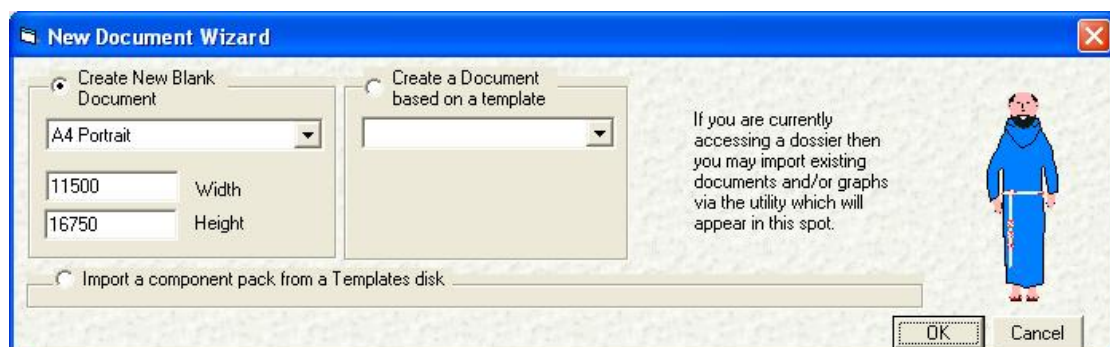 New Document Wizard
Create New Blank
Document
A4 Portrait
11500 Width
16750 Height
Create a Document
based on a template
If you are currently
accessing a dossier then
you may import existing
documents and/or graphs
via the utility which will
appear in this spot.
Import a component pack from a Templates disk
OK Cancel